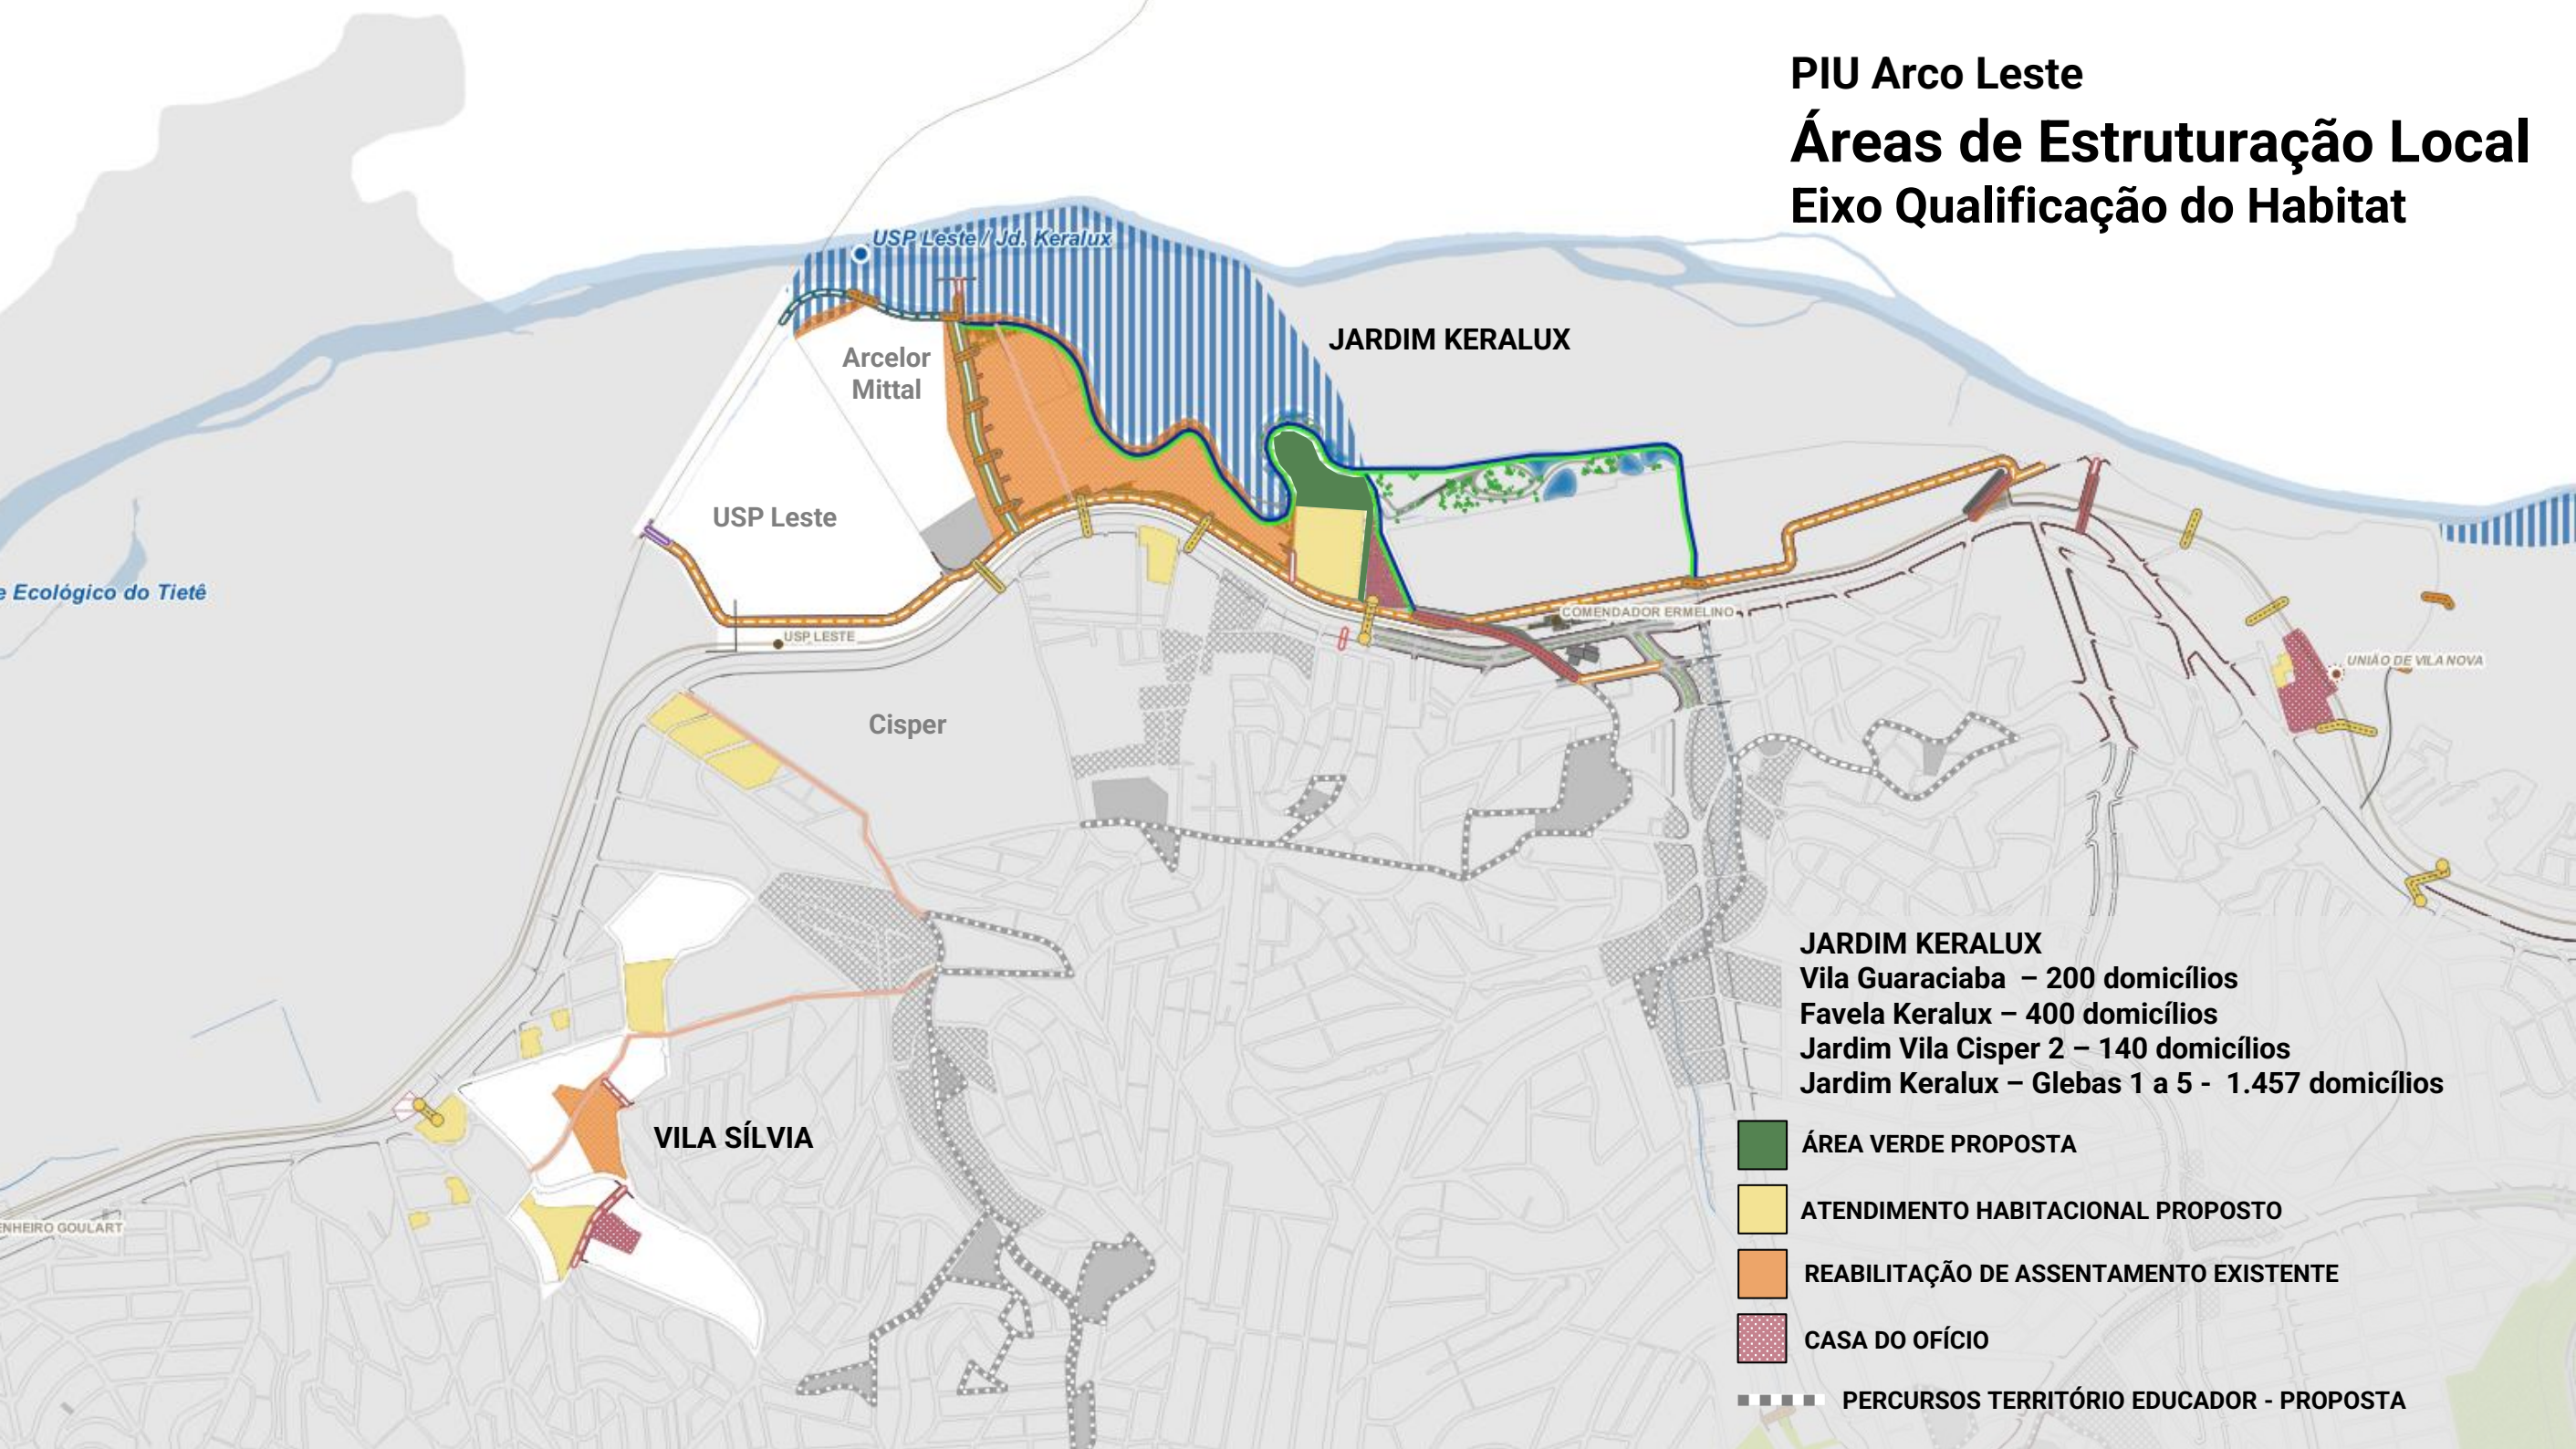 PIU Arco Leste
Áreas de Estruturação Local
Eixo Qualificação do Habitat
USP Leste / Jd. Keralux
JARDIM KERALUX
Arcelor
Mittal
USP Leste
e Ecológico do Tietê
COMENDADOR ERMELINO
USP LESTE
UNIÃO DE VILA NOVA
Cisper
JARDIM KERALUX
Vila Guaraciaba – 200 domicílios
Favela Keralux – 400 domicílios
Jardim Vila Cisper 2 – 140 domicílios
Jardim Keralux – Glebas 1 a 5 - 1.457 domicílios
VILA SÍLVIA
ENHEIRO GOULART
ÁREA VERDE PROPOSTA
ATENDIMENTO HABITACIONAL PROPOSTO
REABILITAÇÃO DE ASSENTAMENTO EXISTENTE
CASA DO OFÍCIO
PERCURSOS TERRITÓRIO EDUCADOR - PROPOSTA